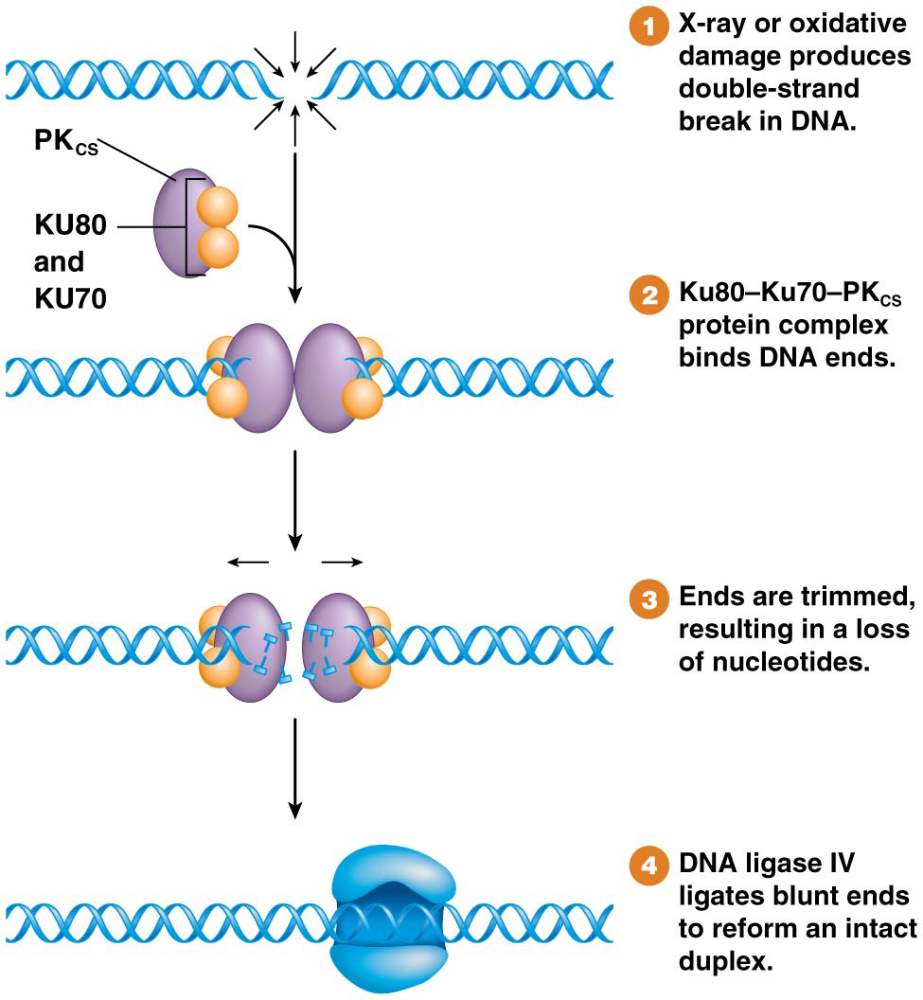 1 X-ray or oxidative
damage produces
double-strand
break in DNA.
PKCS
KU80
and
KU70
2 Ku80–Ku70–PKCS
protein complex
binds DNA ends.
3 Ends are trimmed,
resulting in a loss
of nucleotides.
4 DNA ligase IV
ligates blunt ends
to reform an intact
duplex.